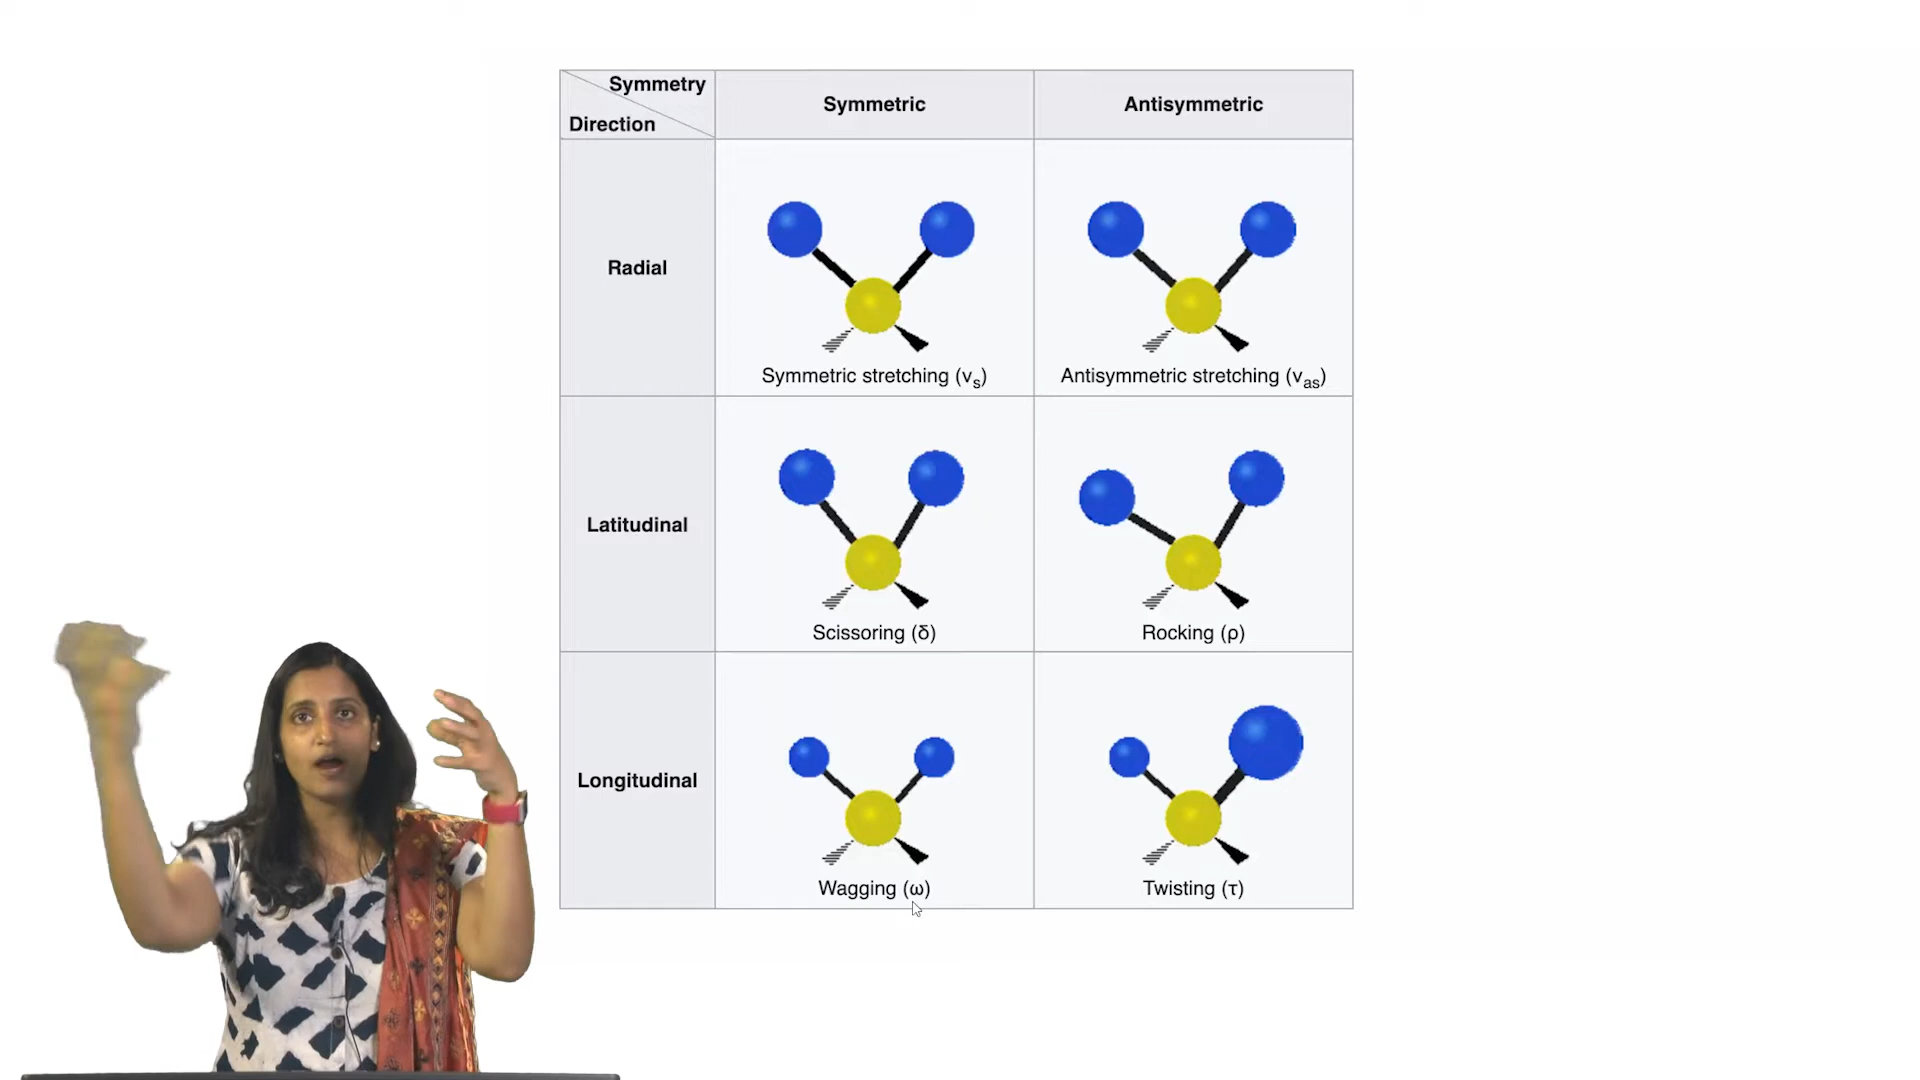 Symmetry
Direction
Symmetric
Antisymmetric
Radial
Symmetric stretching (νs)
Antisymmetric stretching (νas)
Latitudinal
Scissoring (δ)
Rocking (ρ)
Longitudinal
Wagging (ω)
Twisting (τ)